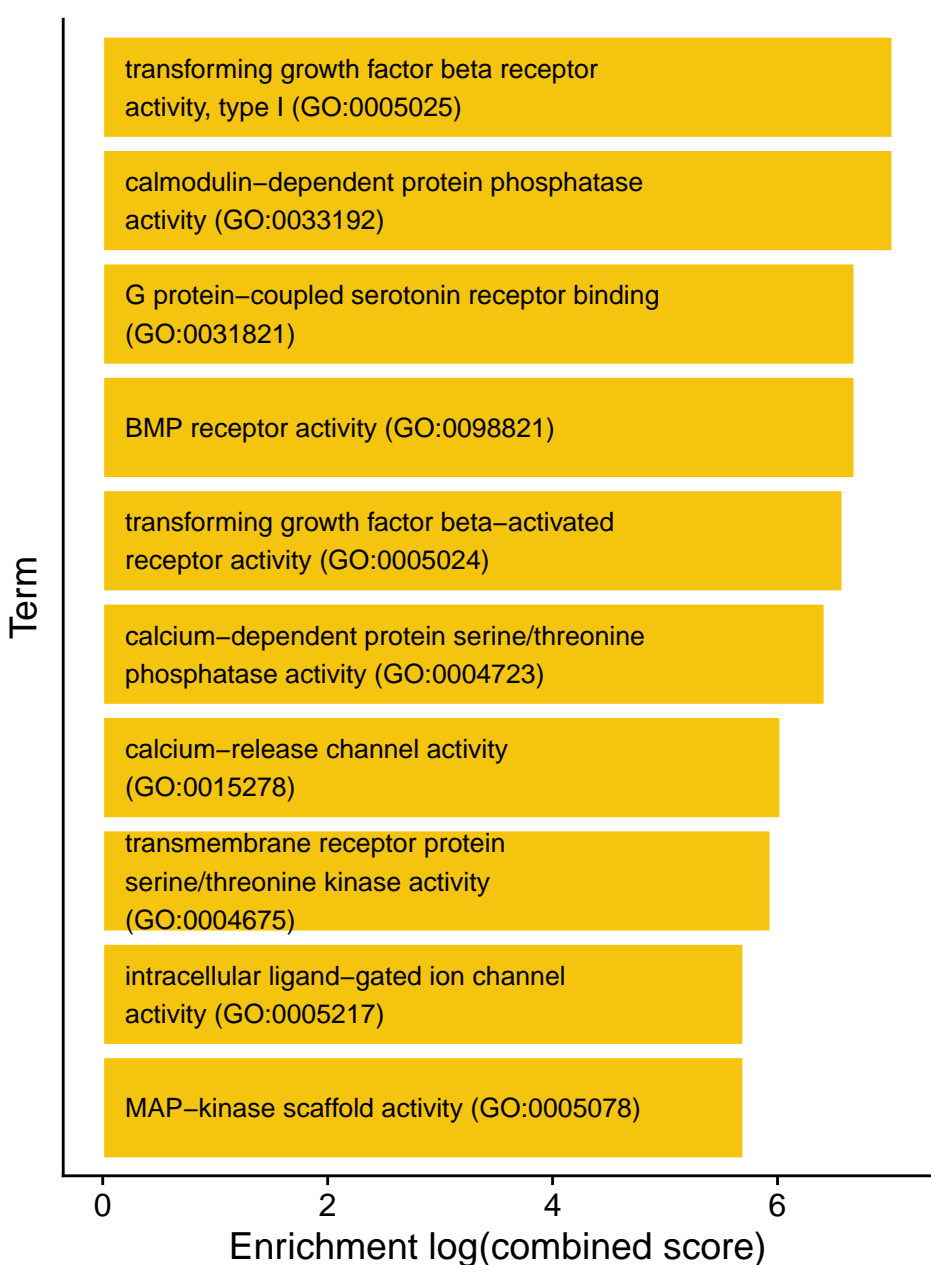 transforming growth factor beta receptor
activity, type I (GO:0005025)
calmodulin−dependent protein phosphatase
activity (GO:0033192)
G protein−coupled serotonin receptor binding
(GO:0031821)
BMP receptor activity (GO:0098821)
transforming growth factor beta−activated
receptor activity (GO:0005024)
calcium−dependent protein serine/threonine
phosphatase activity (GO:0004723)
calcium−release channel activity
(GO:0015278)
transmembrane receptor protein
serine/threonine kinase activity
(GO:0004675)
intracellular ligand−gated ion channel
activity (GO:0005217)
MAP−kinase scaffold activity (GO:0005078)
Term
0 2 4 6
Enrichment log(combined score)